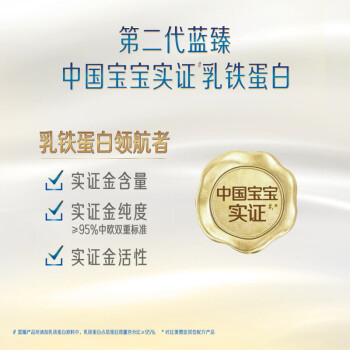 第二代蓝臻
中国宝宝实证#乳铁蛋白
乳铁蛋白领航者
实证金含量
实证金纯度
≥95%中欧双重标准
实证金活性
中国宝宝
实证#,*